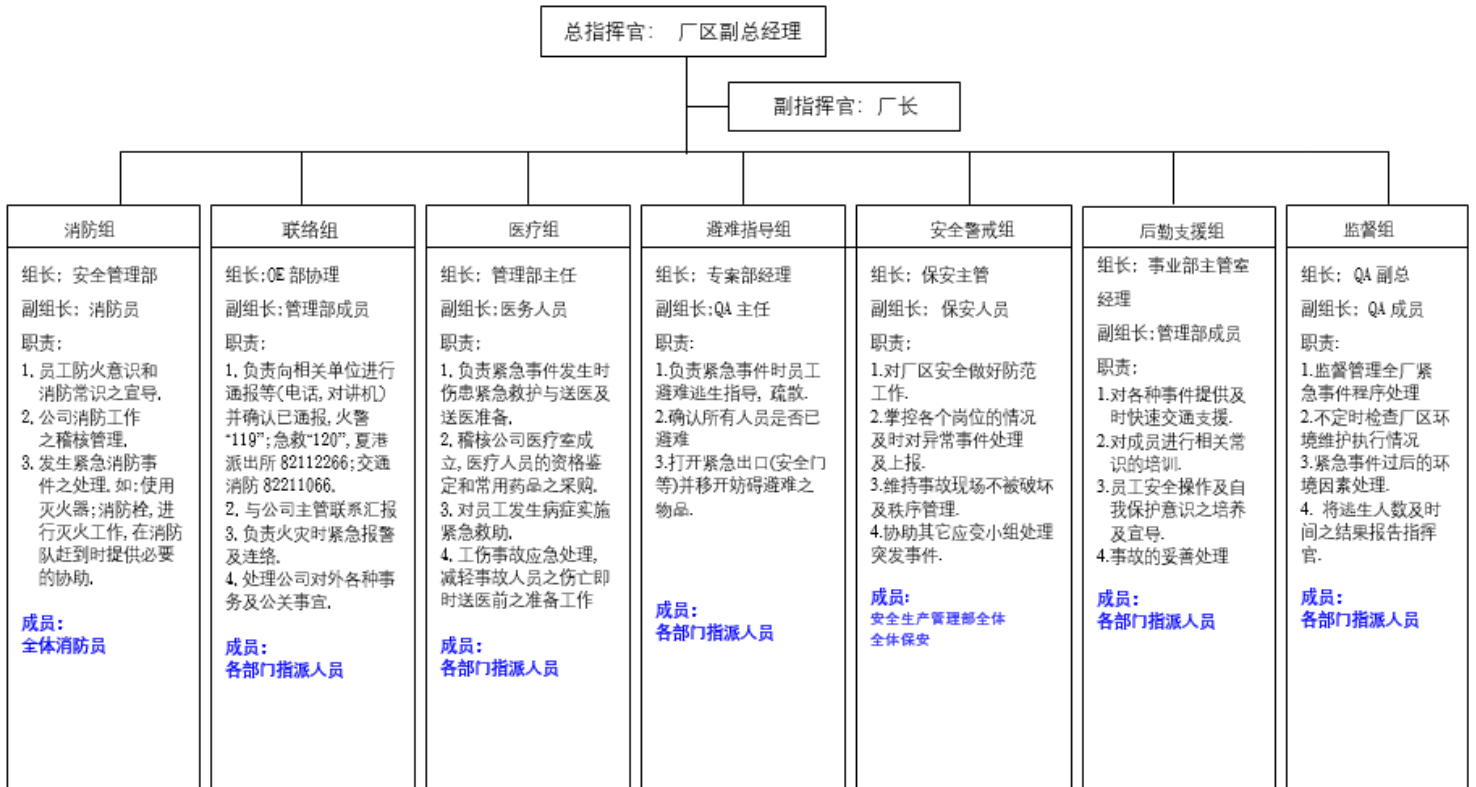 总指挥官： 厂区副总经理
副指挥官：厂长
消防组
组长：安全管理部
副组长：消防员
职责：
1.员工防火意识和
消防常识之宣导.
2.公司消防工作
之稽核管理.
3.发生紧急消防事
件之处理.如:使用
灭火器;消防栓,进
行灭火工作,在消防
队赶到时提供必要
的协助.
成员：
全体消防员
联络组
组长:OE 部协理
副组长:管理部成员
职责：
1.负责向相关单位进行
通报等(电话,对讲机)
并确认已通报,火警
“119”;急救“120”,夏港
派出所 82112266;交通
消防 82211066.
2.与公司主管联系汇报
3.负责火灾时紧急报警
及连络.
4.处理公司对外各种事
务及公关事宜.
成员：
各部门指派人员
医疗组
组长：管理部主任
副组长:医务人员
职责：
1.负责紧急事件发生时
伤患紧急救护与送医及
送医准备.
2.稽核公司医疗室成
立,医疗人员的资格鉴
定和常用药品之采购.
3.对员工发生病症实施
紧急救助.
4.工伤事故应急处理,
减轻事故人员之伤亡即
时送医前之准备工作
成员：
各部门指派人员
避难指导组
组长：专案部经理
副组长:QA 主任
职责:
1.负责紧急事件时员工
避难逃生指导,疏散.
2.确认所有人员是否已
避难
3.打开紧急出口(安全门
等)并移开妨碍避难之
物品.
成员：
各部门指派人员
安全警戒组
组长：保安主管
副组长： 保安人员
职责：
1.对厂区安全做好防范
工作.
2.掌控各个岗位的情况
及时对异常事件处理
及上报.
3.维持事故现场不被破坏
及秩序管理.
4.协助其它应变小组处理
突发事件.
成员：
安全生产管理部全体
全体保安
后勤支援组
组长：事业部主管室
经理
副组长:管理部成员
职责：
1.对各种事件提供及
时快速交通支援.
2.对成员进行相关常
识的培训.
3.员工安全操作及自
我保护意识之培养
及宣导.
4.事故的妥善处理
成员：
各部门指派人员
监督组
组长：QA 副总
副组长：QA 成员
职责:
1.监督管理全厂紧
急事件程序处理
2.不定时检查厂区环
境维护执行情况
3.紧急事件过后的环
境因素处理.
4. 将逃生人数及时
间之结果报告指挥
官.
成员：
各部门指派人员